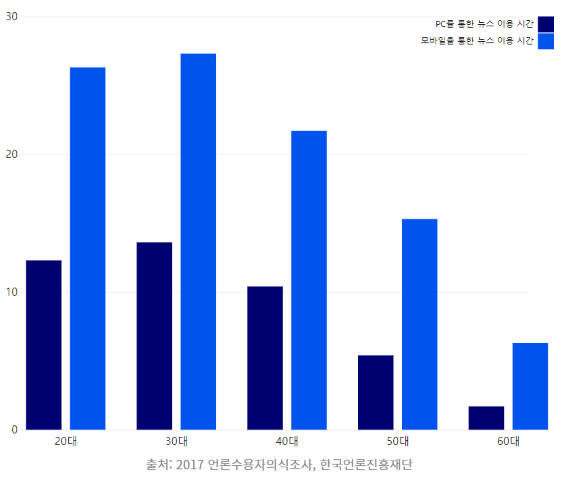 30
PC를 통한 뉴스 이용 시간
모바일를 통한 뉴스 이용 시간
20
10
0
20대 30대 40대 50대 60대
출처: 2017 언론수용자의식조사, 한국언론진흥재단